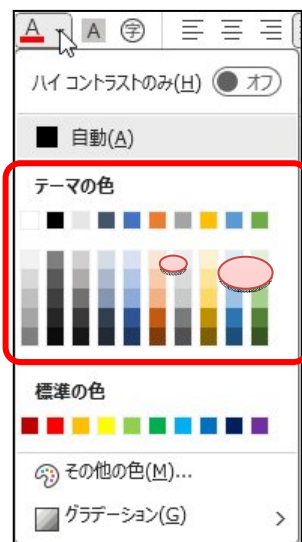 A A 字
ハイ コントラストのみ(H) オフ
自動(A)
テーマの色
標準の色
その他の色(M)...
グラデーション(G)